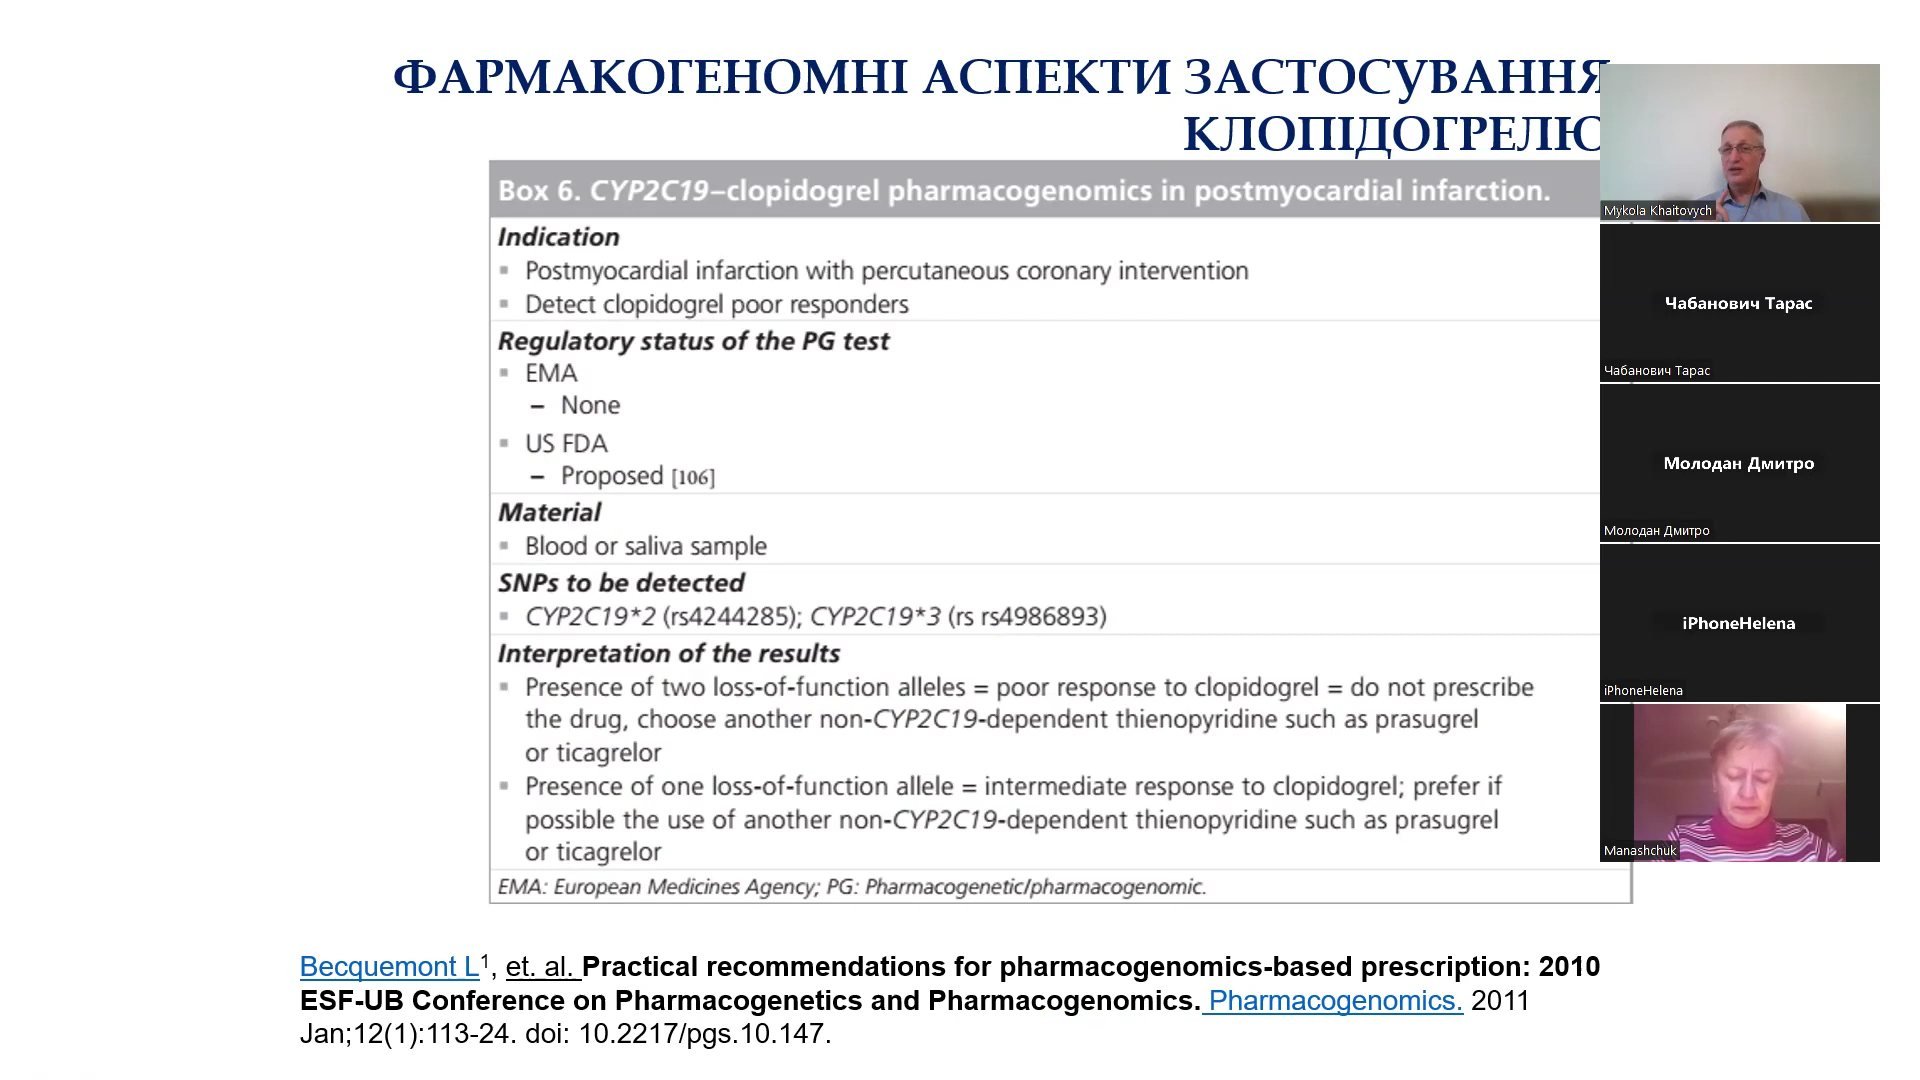 ФАРМАКОГЕНОМНІ АСПЕКТИ ЗАСТОСУВАННЯ
КЛОПІДОГРЕЛЮ
Box 6. CYP2C19–clopidogrel pharmacogenomics in postmyocardial infarction.
Indication
▪ Postmyocardial infarction with percutaneous coronary intervention
▪ Detect clopidogrel poor responders
Regulatory status of the PG test
▪ EMA
– None
▪ US FDA
– Proposed [106]
Material
▪ Blood or saliva sample
SNPs to be detected
▪ CYP2C19*2 (rs4244285); CYP2C19*3 (rs rs4986893)
Interpretation of the results
▪ Presence of two loss-of-function alleles = poor response to clopidogrel = do not prescribe
the drug, choose another non-CYP2C19-dependent thienopyridine such as prasugrel
or ticagrelor
▪ Presence of one loss-of-function allele = intermediate response to clopidogrel; prefer if
possible the use of another non-CYP2C19-dependent thienopyridine such as prasugrel
or ticagrelor
EMA: European Medicines Agency; PG: Pharmacogenetic/pharmacogenomic.
Becquemont L¹, et. al. Practical recommendations for pharmacogenomics-based prescription: 2010
ESF-UB Conference on Pharmacogenetics and Pharmacogenomics. Pharmacogenomics. 2011
Jan;12(1):113-24. doi: 10.2217/pgs.10.147.
Mykola Khaitovych
Чабанович Тарас
Чабанович Тарас
Молодан Дмитро
Молодан Дмитро
iPhoneHelena
iPhoneHelena
Manashchuk